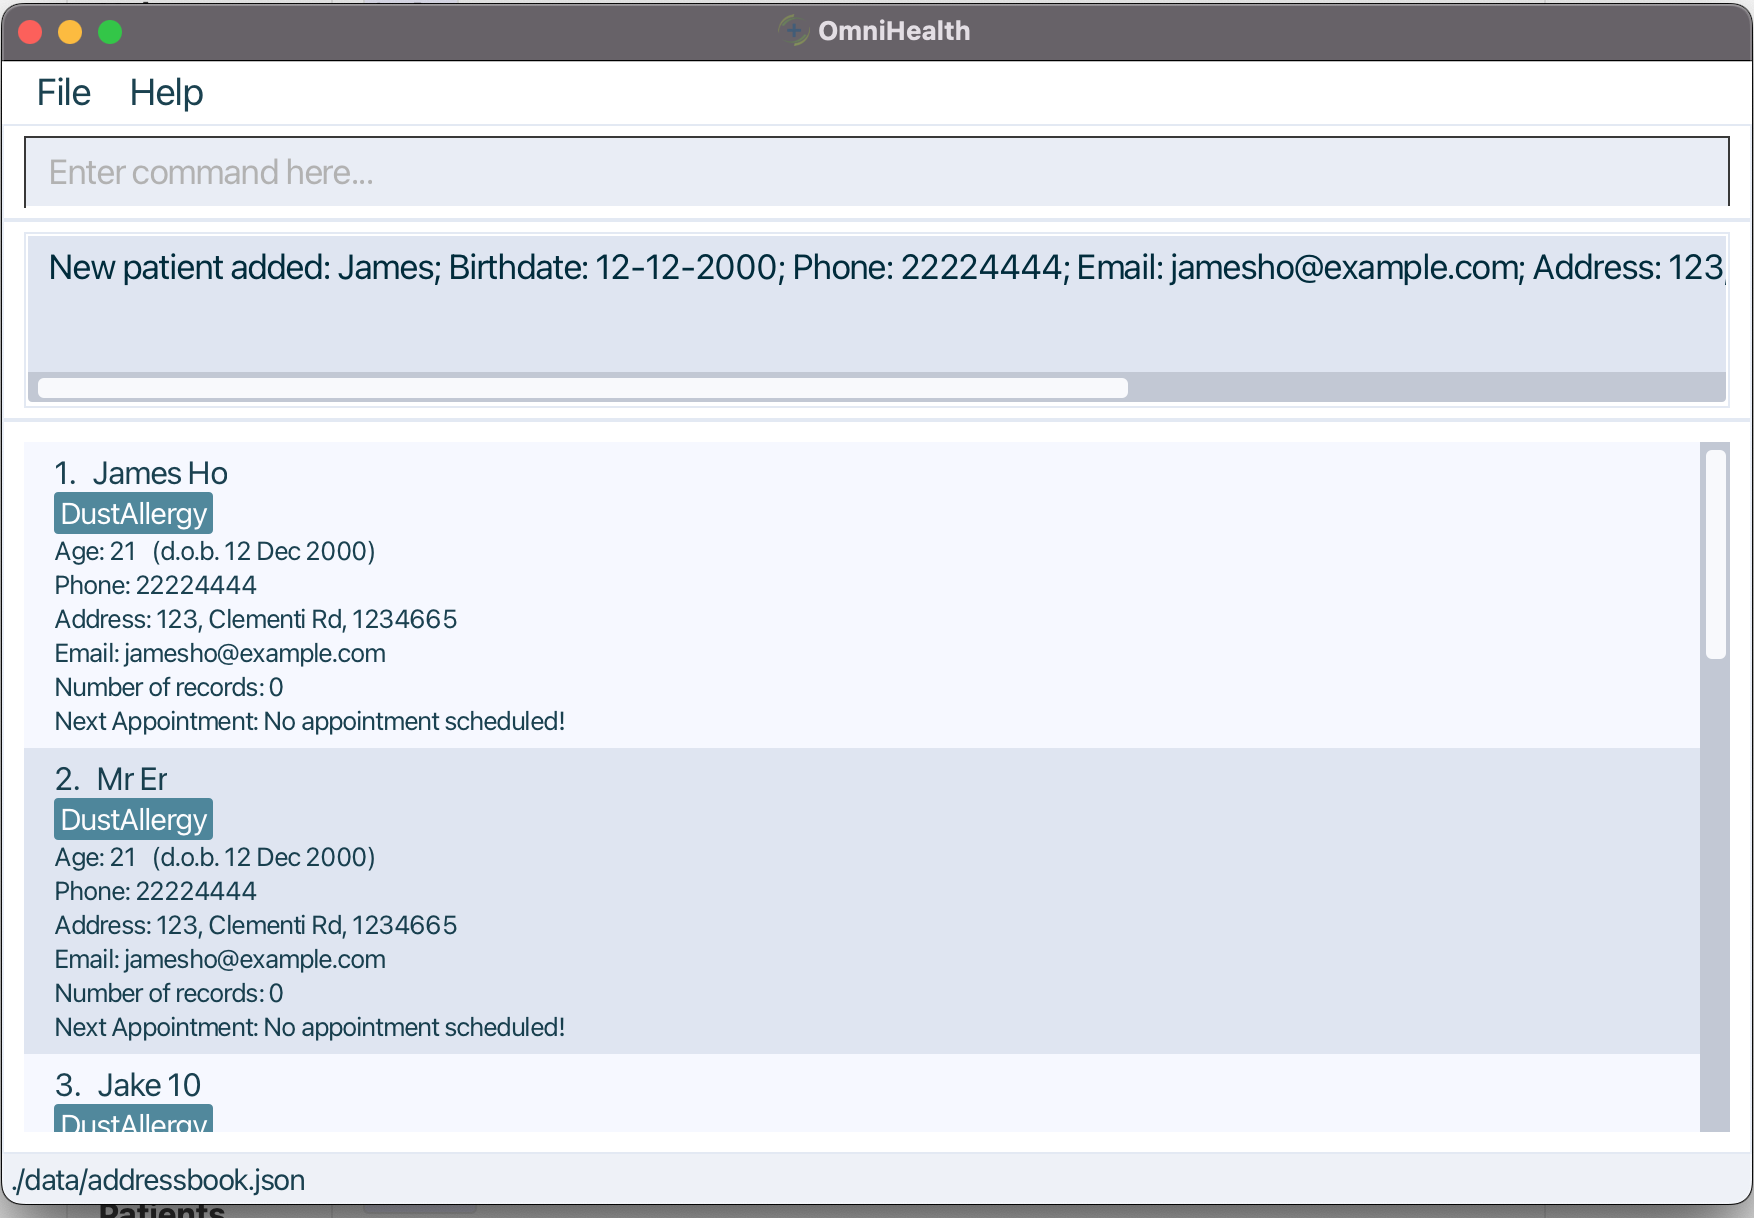 OmniHealth
File Help
Enter command here...
New patient added: James; Birthdate: 12-12-2000; Phone: 22224444; Email: jamesho@example.com; Address: 123,
1. James Ho
DustAllergy
Age: 21 (d.o.b. 12 Dec 2000)
Phone: 22224444
Address: 123, Clementi Rd, 1234665
Email: jamesho@example.com
Number of records: 0
Next Appointment: No appointment scheduled!
2. Mr Er
DustAllergy
Age: 21 (d.o.b. 12 Dec 2000)
Phone: 22224444
Address: 123, Clementi Rd, 1234665
Email: jamesho@example.com
Number of records: 0
Next Appointment: No appointment scheduled!
3. Jake 10
DustAllergy
./data/addressbook.json
Patients